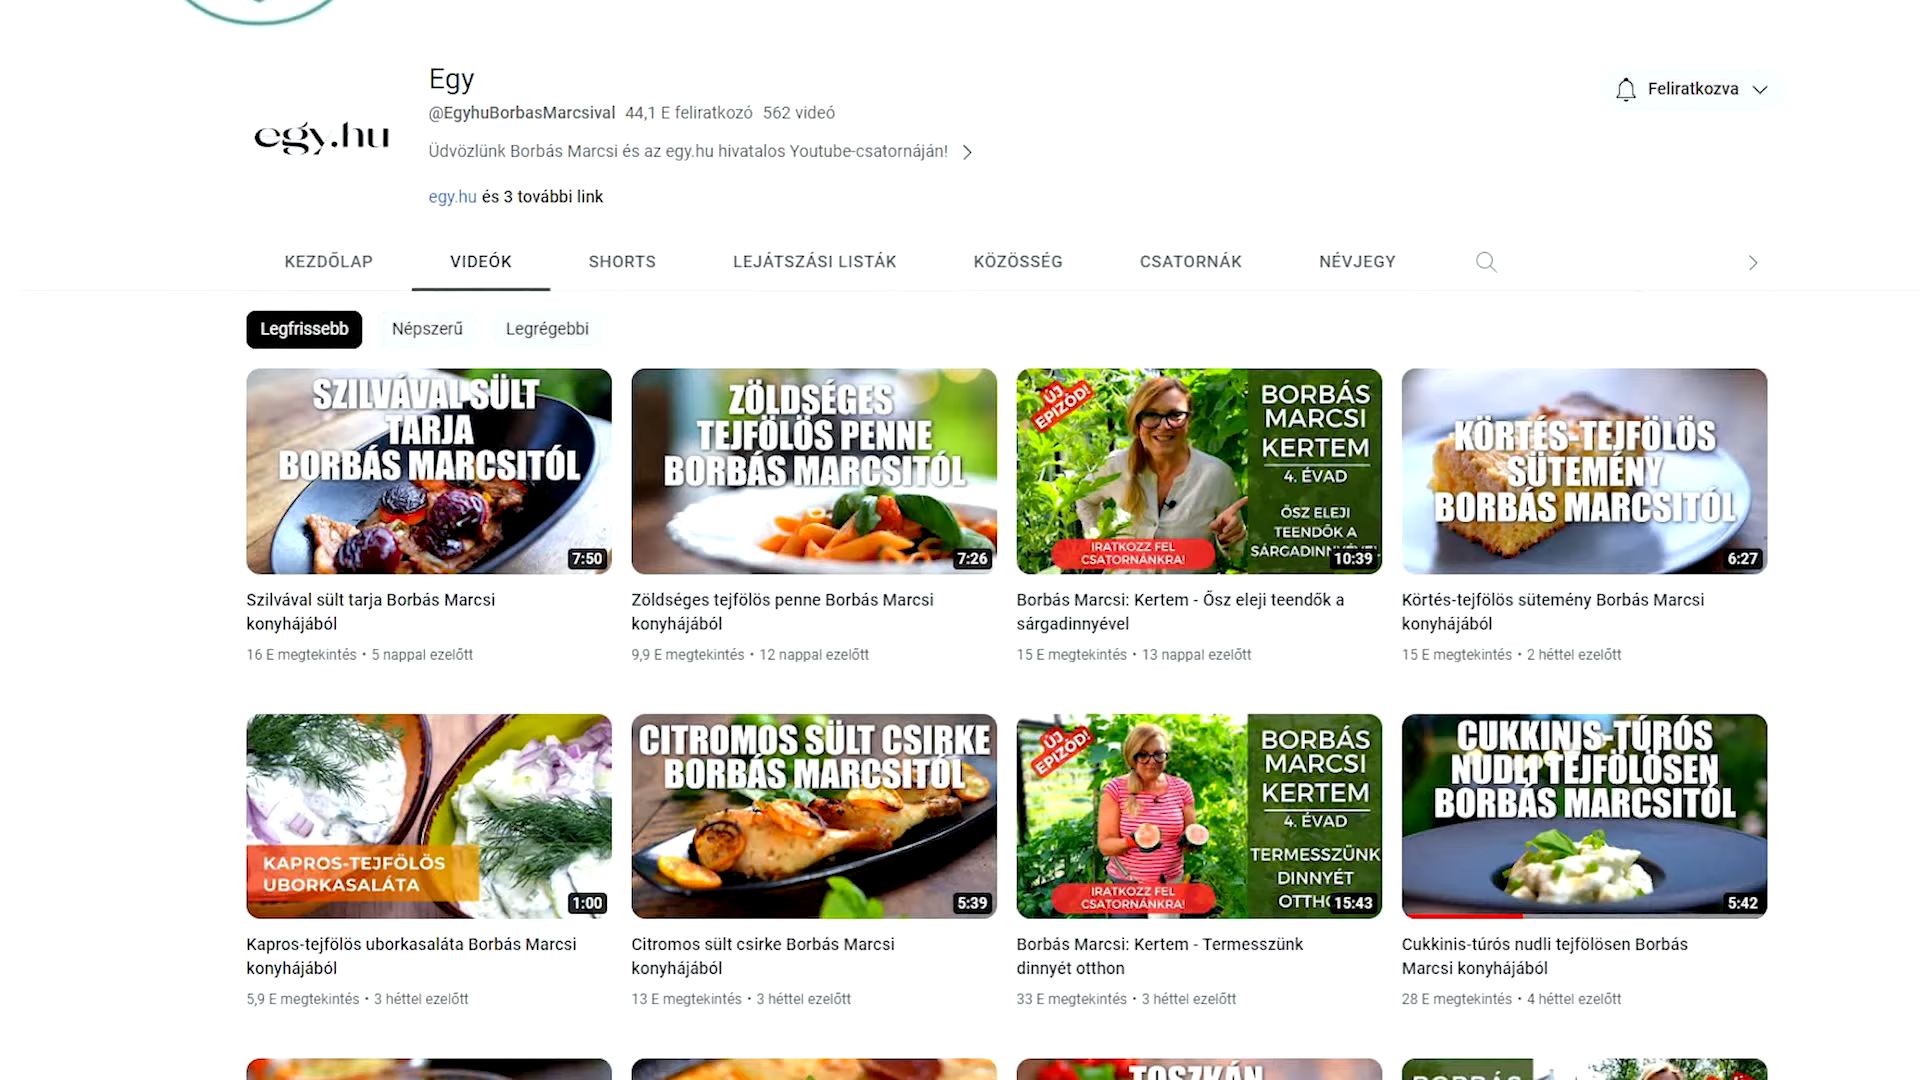 Egy
@EgyhuBorbasMarcsival 44,1 E feliratkozó 562 videó
Feliratkozva
egy.hu
Üdvözlünk Borbás Marcsi és az egy.hu hivatalos Youtube-csatornáján!
egy.hu és 3 további link
KEZDŐLAP VIDEÓK SHORTS LEJÁTSZÁSI LISTÁK KÖZÖSSÉG CSATORNÁK NÉVJEGY
Legfrissebb Népszerű Legrégebbi
SZILVÁVAL SÜLT
TARJA
BORBÁS MARCSITÓL
7:50
Szilvával sült tarja Borbás Marcsi
konyhájából
16 E megtekintés • 5 nappal ezelőtt
ZÖLDSÉGES
TEJFÖLÖS PENNE
BORBÁS MARCSITÓL
7:26
Zöldséges tejfölös penne Borbás Marcsi
konyhájából
9,9 E megtekintés • 12 nappal ezelőtt
ÚJ
EPIZÓD!
BORBÁS
MARCSI
KERTEM
4. ÉVAD
ŐSZ ELEJI
TEENDŐK A
SÁRGADINNYÉVEL
IRATKOZZ FEL
CSATORNÁNKRA!
10:39
Borbás Marcsi: Kertem - Ősz eleji teendők a
sárgadinnyével
15 E megtekintés • 13 nappal ezelőtt
KÖRTÉS-TEJFÖLÖS
SÜTEMÉNY
BORBÁS MARCSITÓL
6:27
Körtés-tejfölös sütemény Borbás Marcsi
konyhájából
15 E megtekintés • 2 héttel ezelőtt
KAPROS-TEJFÖLÖS
UBORKASALÁTA
1:00
Kapros-tejfölös uborkasaláta Borbás Marcsi
konyhájából
5,9 E megtekintés • 3 héttel ezelőtt
CITROMOS SÜLT CSIRKE
BORBÁS MARCSITÓL
5:39
Citromos sült csirke Borbás Marcsi
konyhájából
13 E megtekintés • 3 héttel ezelőtt
ÚJ
EPIZÓD!
BORBÁS
MARCSI
KERTEM
4. ÉVAD
TERMESSZÜNK
DINNYÉT
IRATKOZZ FEL
CSATORNÁNKRA!
15:43
Borbás Marcsi: Kertem - Termesszünk
dinnyét otthon
33 E megtekintés • 3 héttel ezelőtt
CUKKINIS-TÚRÓS
NUDLI TEJFÖLÖSEN
BORBÁS MARCSITÓL
5:42
Cukkinis-túrós nudli tejfölösen Borbás
Marcsi konyhájából
28 E megtekintés • 4 héttel ezelőtt
TOSZKÁN
BORBÁS